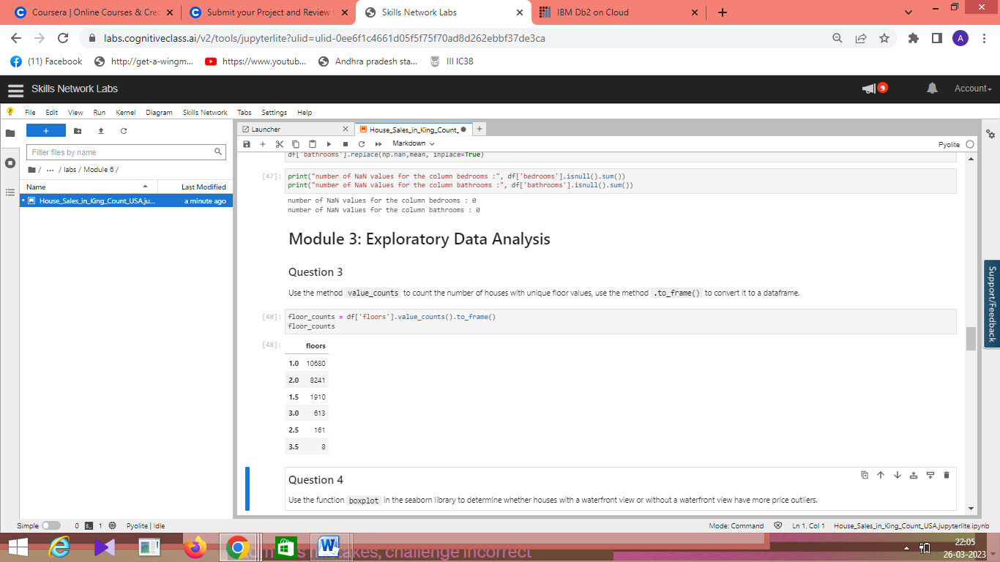 Coursera | Online Courses & Cred
Submit your Project and Review
Skills Network Labs
IBM Db2 on Cloud
labs.cognitiveclass.ai/v2/tools/jupyterlite?ulid=ulid-0ee6f1c4661d05f5f75f70ad8d262ebbf37de3ca
A
(11) Facebook
http://get-a-wingm...
https://www.youtub...
Andhra pradesh sta...
III IC38
Skills Network Labs
9
Account
File Edit View Run Kernel Diagram Skills Network Tabs Settings Help
Launcher
House_Sales_in_King_Count_
Filter files by name
Markdown
Pyolite
/ ... / labs / Module 6 /
Name Last Modified
House_Sales_in_King_Count_USA.ju... a minute ago
df['bathrooms'].replace(np.nan,mean, inplace=True)
[47]: print("number of NaN values for the column bedrooms :", df['bedrooms'].isnull().sum())
print("number of NaN values for the column bathrooms :", df['bathrooms'].isnull().sum())
number of NaN values for the column bedrooms : 0
number of NaN values for the column bathrooms : 0
Module 3: Exploratory Data Analysis
Question 3
Use the method value_counts to count the number of houses with unique floor values, use the method .to_frame() to convert it to a dataframe.
[48]: floor_counts = df['floors'].value_counts().to_frame()
floor_counts
[48]: floors
1.0 10680
2.0 8241
1.5 1910
3.0 613
2.5 161
3.5 8
Question 4
Use the function boxplot in the seaborn library to determine whether houses with a waterfront view or without a waterfront view have more price outliers.
Support/Feedback
Simple 0 1 Pyolite | Idle
Mode: Command Ln 1, Col 1 House_Sales_in_King_Count_USA.jupyterlite.ipynb
challenge incorrect
22:05
26-03-2023